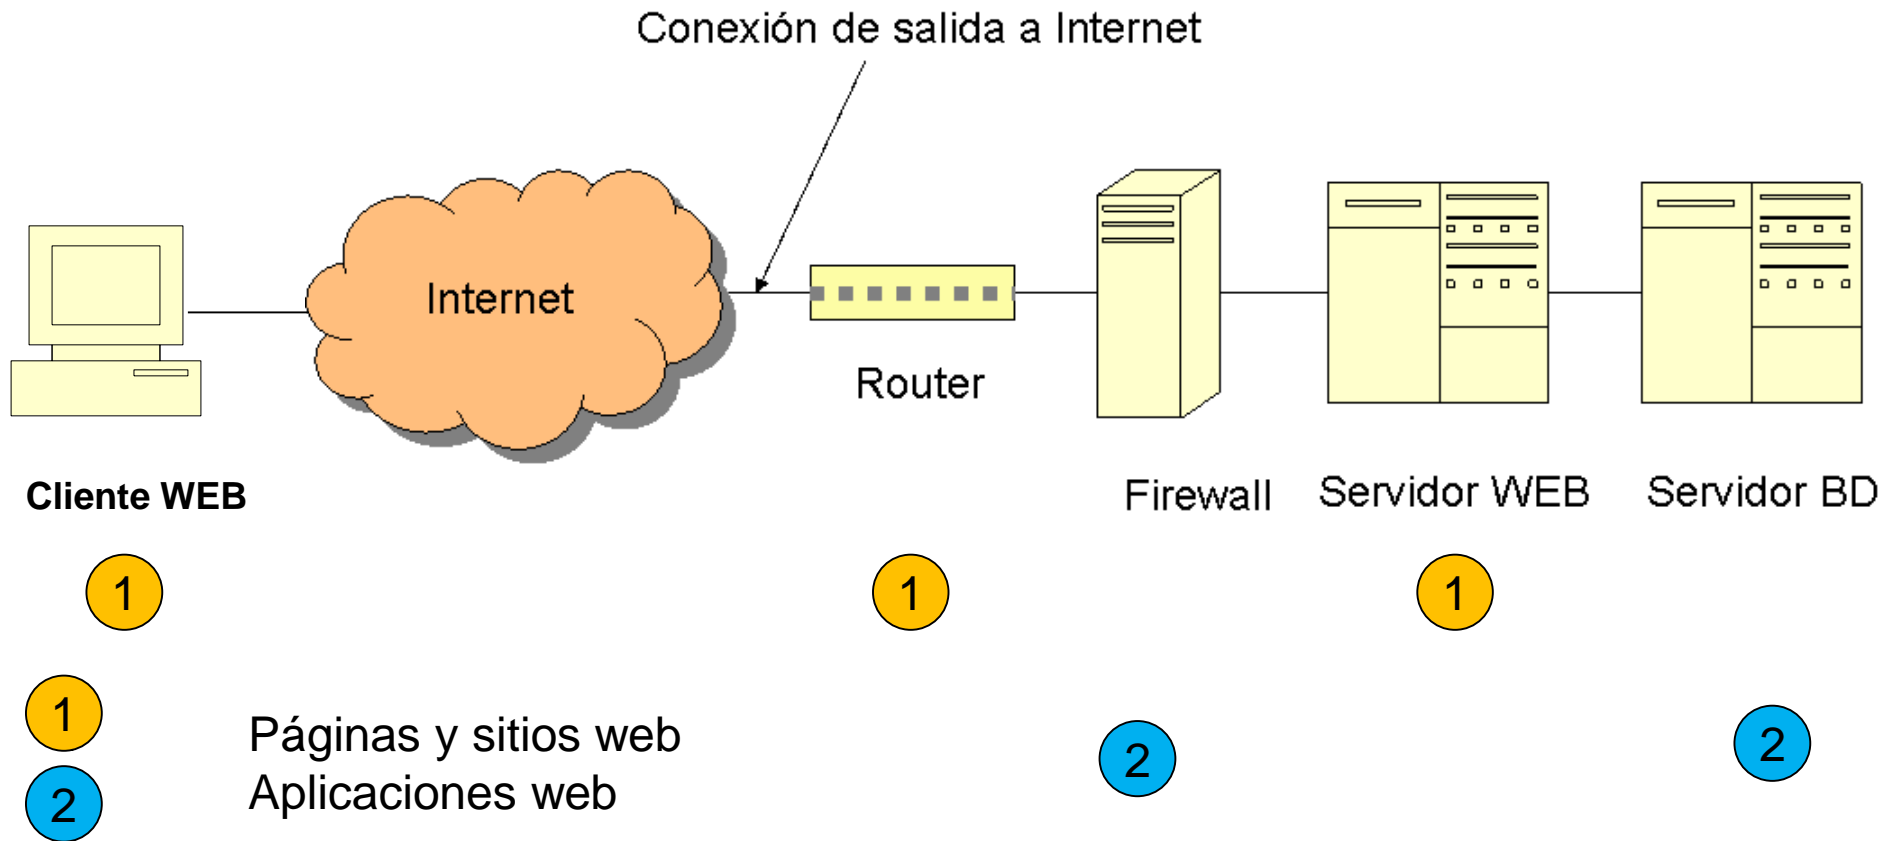 Conexión de salida a Internet
Internet
Router
Cliente WEB
Firewall
Servidor WEB
Servidor BD
1
1
1
1
Páginas y sitios web
2
2
2
Aplicaciones web